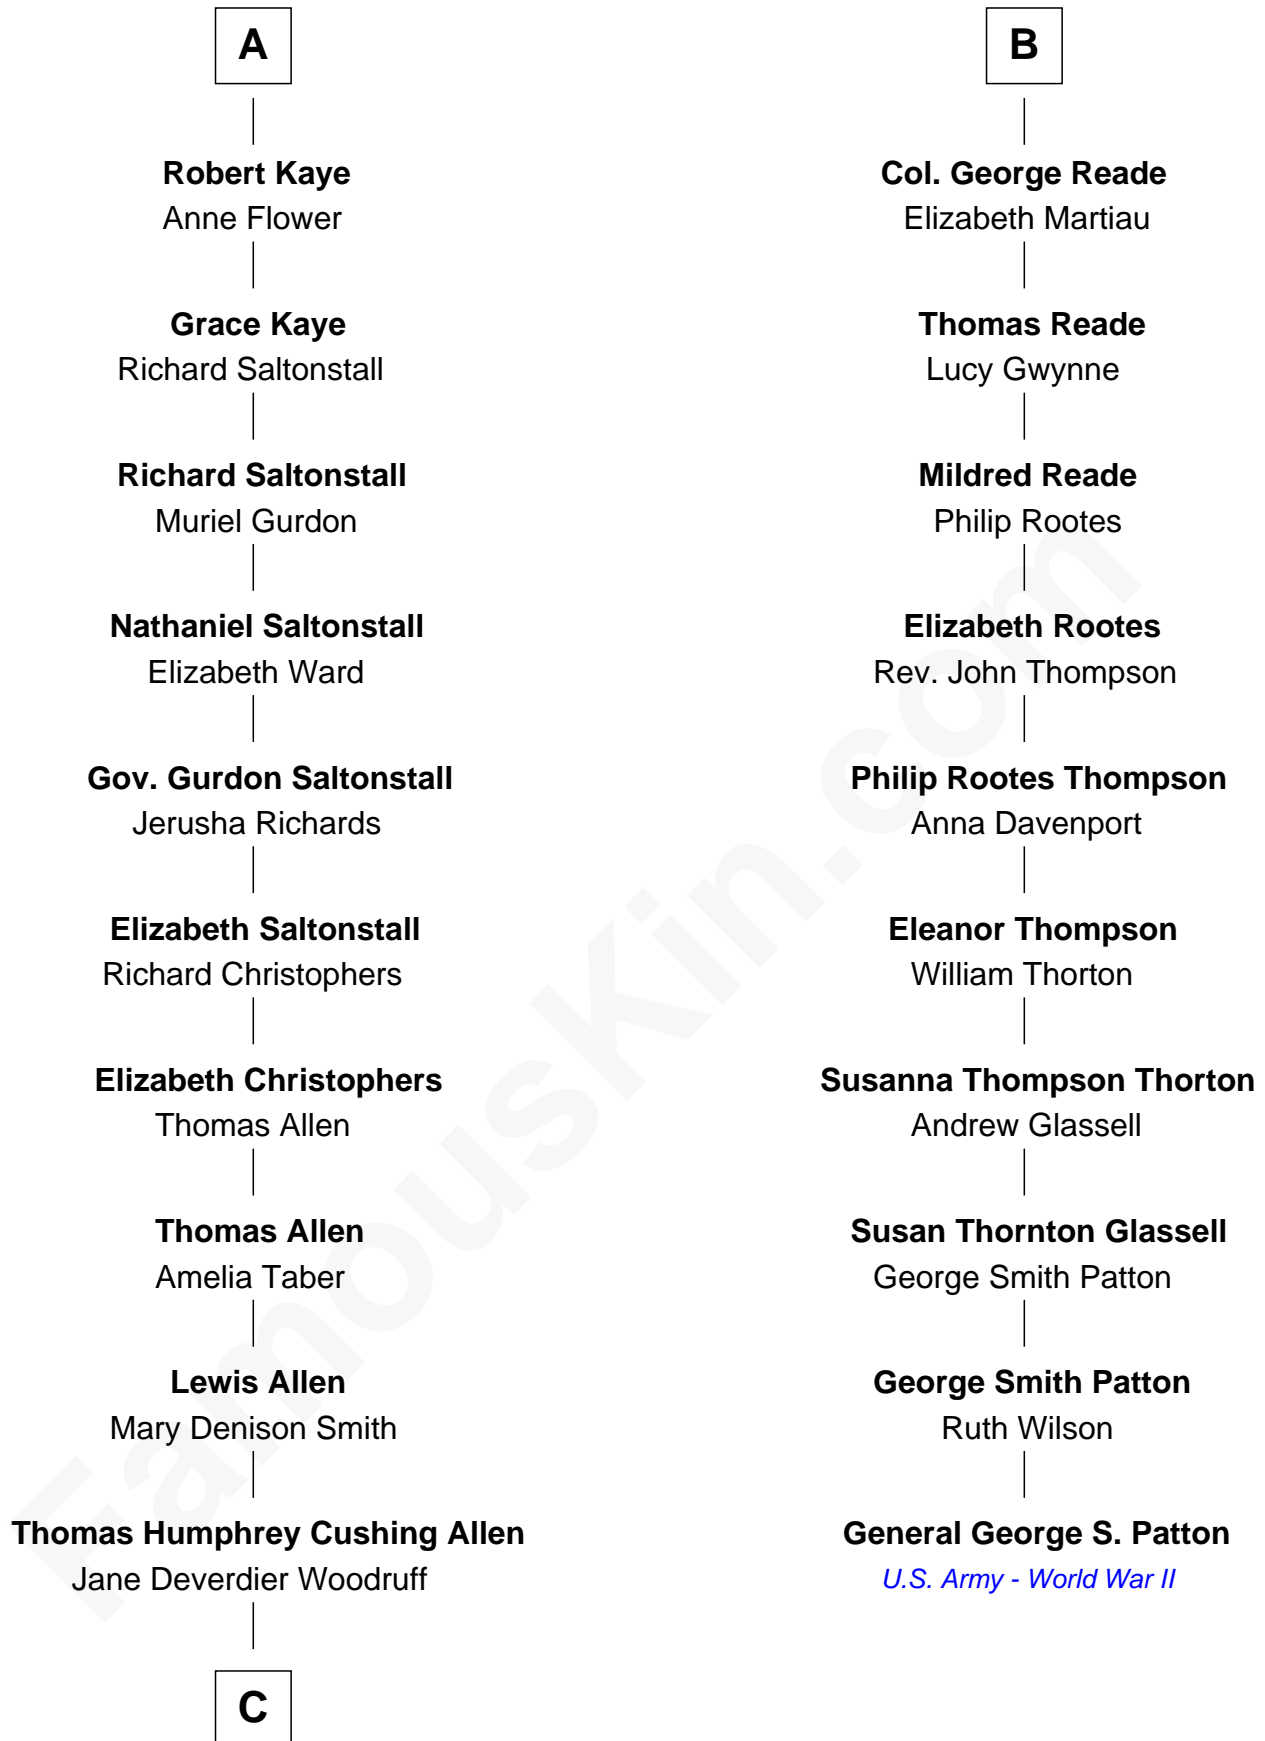 A
Robert Kaye
Anne Flower
Grace Kaye
Richard Saltonstall
Richard Saltonstall
Muriel Gurdon
Nathaniel Saltonstall
Elizabeth Ward
Gov. Gurdon Saltonstall
Jerusha Richards
Elizabeth Saltonstall
Richard Christophers
Elizabeth Christophers
Thomas Allen
Thomas Allen
Amelia Taber
Lewis Allen
Mary Denison Smith
Thomas Humphrey Cushing Allen
Jane Deverdier Woodruff
C
B
Col. George Reade
Elizabeth Martiau
Thomas Reade
Lucy Gwynne
Mildred Reade
Philip Rootes
Elizabeth Rootes
Rev. John Thompson
Philip Rootes Thompson
Anna Davenport
Eleanor Thompson
William Thorton
Susanna Thompson Thorton
Andrew Glassell
Susan Thornton Glassell
George Smith Patton
George Smith Patton
Ruth Wilson
General George S. Patton
U.S. Army - World War II
FamousKin.com